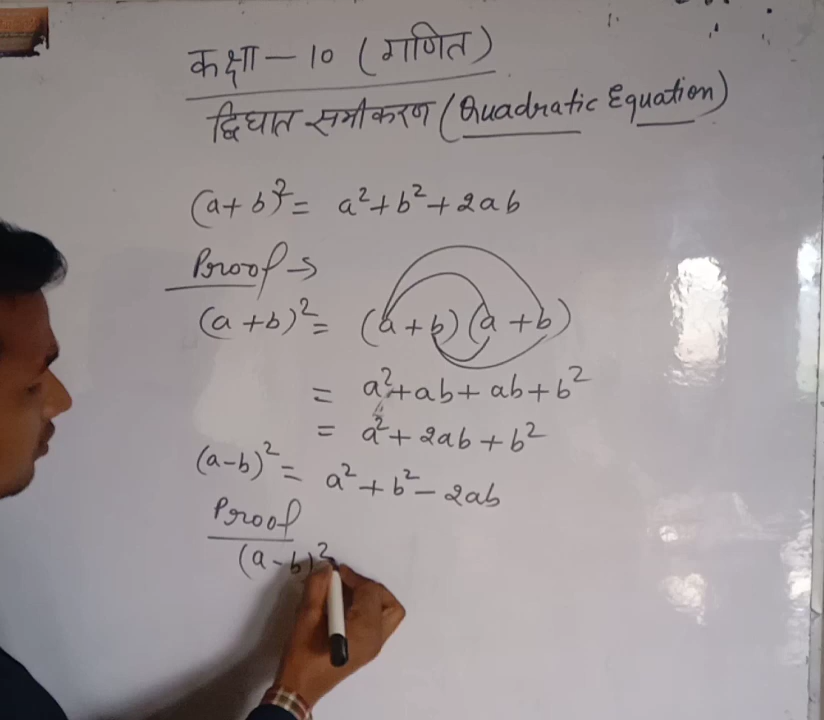 कक्षा - 10 (गणित)
द्विघात समीकरण (Quadratic Equation)
(a+b)² = a²+b²+2ab
Proof →
(a+b)² = (a+b)(a+b)
= a²+ab+ab+b²
= a²+2ab+b²
(a-b)² = a²+b²-2ab
Proof
(a-b)²